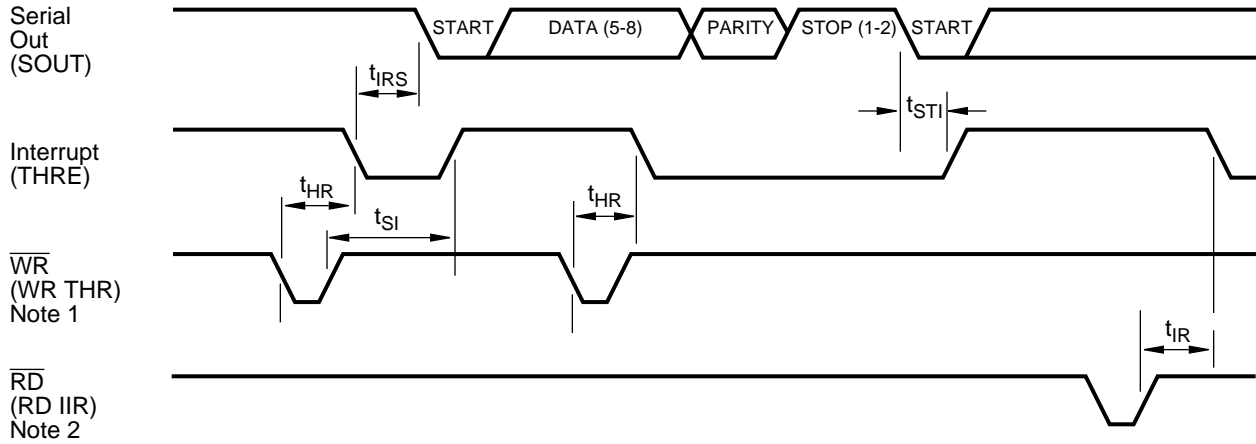 Serial
Out
(SOUT)
START DATA (5-8) PARITY STOP (1-2) START
tIRS
tSTI
Interrupt
(THRE)
tHR
tSI
tHR
WR
(WR THR)
Note 1
tIR
RD
(RD IIR)
Note 2